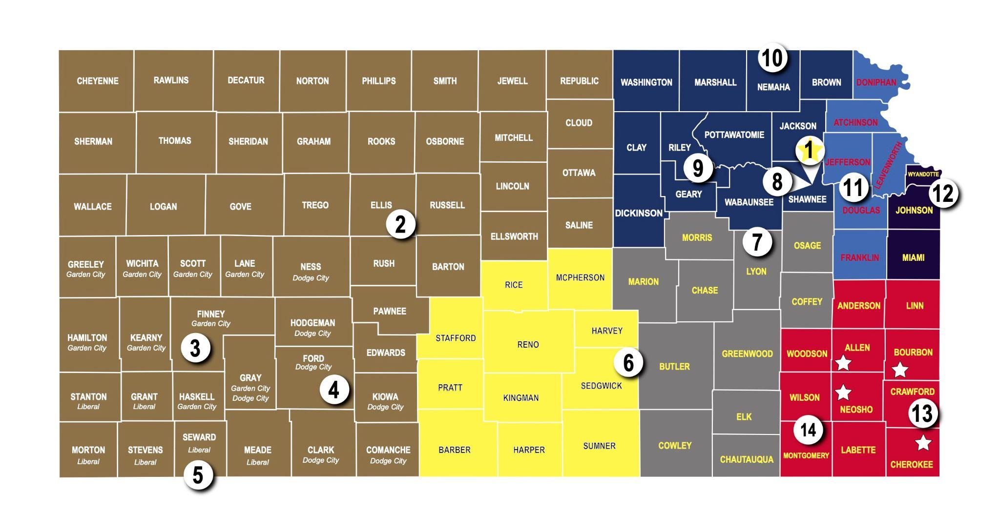 CHEYENNE
RAWLINS
DECATUR
NORTON
PHILLIPS
SMITH
JEWELL
REPUBLIC
WASHINGTON
MARSHALL
10
NEMAHA
BROWN
DONIPHAN
SHERMAN
THOMAS
SHERIDAN
GRAHAM
ROOKS
OSBORNE
MITCHELL
CLOUD
CLAY
RILEY
POTTAWATOMIE
JACKSON
ATCHINSON
1
JEFFERSON
LEAVENWORTH
WYANDOTTE
OTTAWA
LINCOLN
9
8
11
12
WALLACE
LOGAN
GOVE
TREGO
ELLIS
2
RUSSELL
SALINE
DICKINSON
GEARY
WABAUNSEE
SHAWNEE
DOUGLAS
JOHNSON
ELLSWORTH
MORRIS
7
OSAGE
FRANKLIN
MIAMI
GREELEY
Garden City
WICHITA
Garden City
SCOTT
Garden City
LANE
Garden City
NESS
Dodge City
RUSH
BARTON
RICE
MCPHERSON
MARION
CHASE
LYON
COFFEY
ANDERSON
LINN
HAMILTON
Garden City
KEARNY
Garden City
FINNEY
Garden City
3
HODGEMAN
Dodge City
PAWNEE
EDWARDS
STAFFORD
RENO
HARVEY
6
BUTLER
GREENWOOD
WOODSON
ALLEN
BOURBON
GRAY
Garden City
Dodge City
FORD
Dodge City
4
STANTON
Liberal
GRANT
Liberal
HASKELL
Garden City
KIOWA
Dodge City
PRATT
KINGMAN
SEDGWICK
ELK
WILSON
NEOSHO
CRAWFORD
13
14
MORTON
Liberal
STEVENS
Liberal
SEWARD
Liberal
5
MEADE
Liberal
CLARK
Dodge City
COMANCHE
Dodge City
BARBER
HARPER
SUMNER
COWLEY
CHAUTAUQUA
MONTGOMERY
LABETTE
CHEROKEE